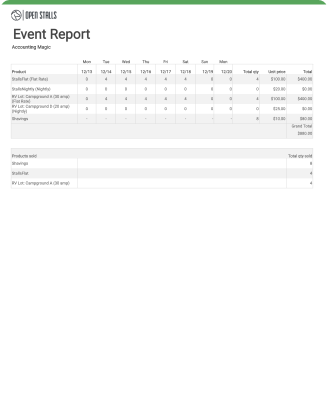 OPEN STALLS
Event Report
Accounting Magic
Mon Tue Wed Thu Fri Sat Sun Mon
Product 12/13 12/14 12/15 12/16 12/17 12/18 12/19 12/20 Total qty Unit price Total
Stalls Flat (Flat Rate) 0 4 4 4 4 4 0 0 4 $100.00 $400.00
Stalls Nightly (Nightly) 0 0 0 0 0 0 0 0 0 $20.00 $0.00
RV Lot: Campground A (30 amp) (Flat Rate) 0 4 4 4 4 4 0 0 4 $100.00 $400.00
RV Lot: Campground B (20 amp) (Nightly) 0 0 0 0 0 0 0 0 0 $25.00 $0.00
Shavings - - - - - - - - 8 $10.00 $80.00
Grand Total
$880.00
Products sold Total qty sold
Shavings 8
Stalls Flat 4
RV Lot: Campground A (30 amp) 4